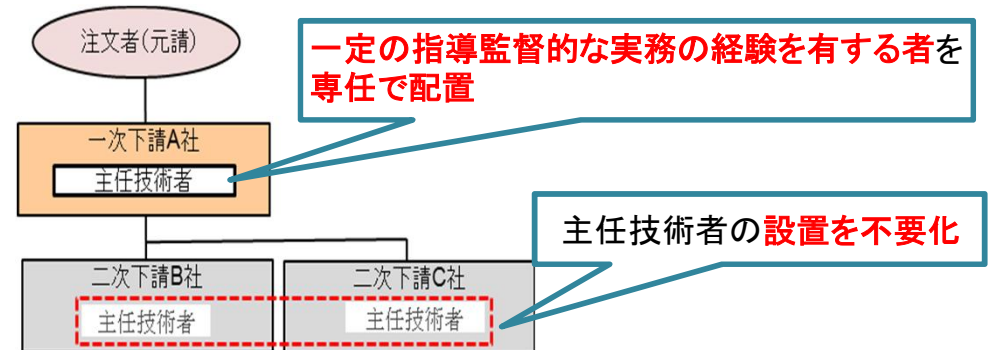 注文者(元請)
一定の指導監督的な実務の経験を有する者を
専任で配置
一次下請A社
主任技術者
主任技術者の設置を不要化
二次下請B社
二次下請C社
主任技術者
主任技術者